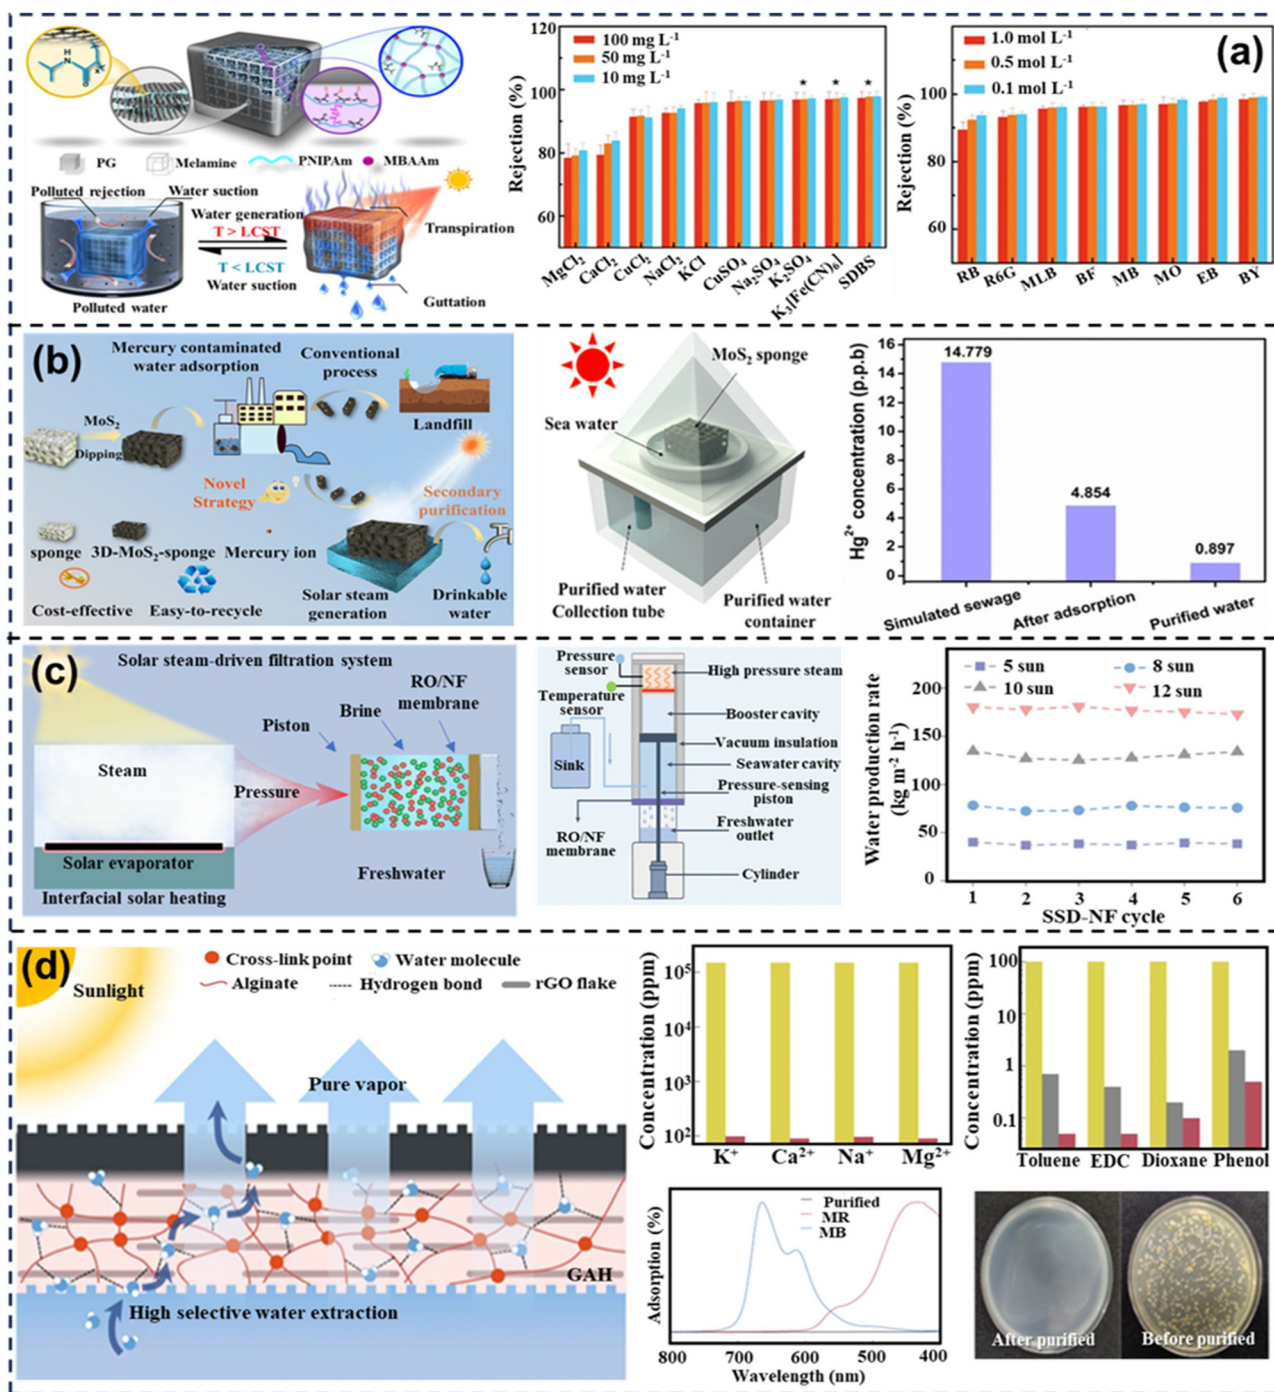 (a)
N
H
O
PG
Melamine
PNIPAm
MBAAm
Polluted rejection
Water suction
Water generation
T > LCST
T < LCST
Water suction
Polluted water
Transpiration
Guttation
Rejection (%)
120
100
80
60
100 mg L⁻¹
50 mg L⁻¹
10 mg L⁻¹
* * *
MgCl₂
CaCl₂
CuCl₂
NaCl₂
KCl
CuSO₄
Na₂SO₄
K₂SO₄
K₃[Fe(CN)₆]
SDBS
Rejection (%)
100
80
60
1.0 mol L⁻¹
0.5 mol L⁻¹
0.1 mol L⁻¹
RB
R6G
MLB
BF
MB
MO
EB
BY
(b)
Mercury contaminated
water adsorption
Conventional
process
Landfill
MoS₂
Dipping
Novel
Strategy
Secondary
purification
sponge
3D-MoS₂-sponge
Mercury ion
Cost-effective
Easy-to-recycle
Solar steam
generation
Drinkable
water
MoS₂ sponge
Sea water
Purified water
Collection tube
Purified water
container
Hg²⁺ concentration (p.p.b)
16
14
12
10
8
6
4
2
0
14.779
4.854
0.897
Simulated sewage
After adsorption
Purified water
(c)
Solar steam-driven filtration system
RO/NF
membrane
Brine
Piston
Steam
Pressure
Solar evaporator
Interfacial solar heating
Freshwater
Pressure
sensor
Temperature
sensor
Sink
RO/NF
membrane
High pressure steam
Booster cavity
Vacuum insulation
Seawater cavity
Pressure-sensing
piston
Freshwater
outlet
Cylinder
Water production rate
(kg m⁻² h⁻¹)
200
150
100
50
0
5 sun
8 sun
10 sun
12 sun
1 2 3 4 5 6
SSD-NF cycle
(d)
Sunlight
Cross-link point
Water molecule
Alginate
Hydrogen bond
rGO flake
Pure vapor
GAH
High selective water extraction
Concentration (ppm)
10⁵
10⁴
10³
10²
K⁺
Ca²⁺
Na⁺
Mg²⁺
Concentration (ppm)
100
10
1
0.1
Toluene
EDC
Dioxane
Phenol
Adsorption (%)
Purified
MR
MB
800 700 600 500 400
Wavelength (nm)
After purified
Before purified